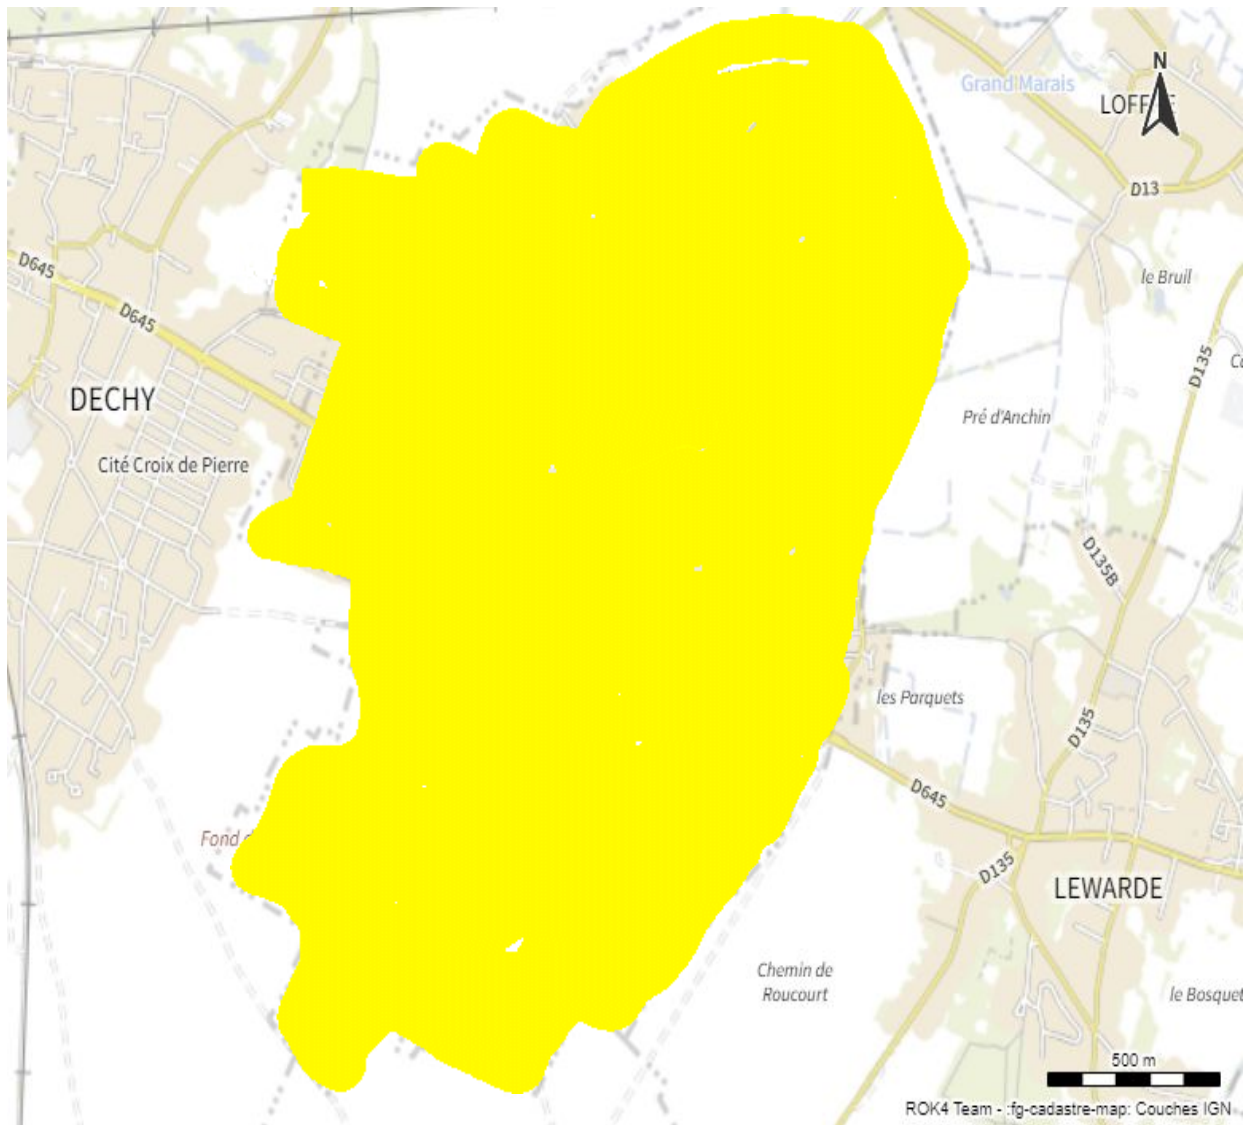 N
Grand Marais
LOFF
D13
D645
le Bruil
D645
D135
DECHY
Pré d'Anchin
Cité Croix de Pierre
D135B
les Parquets
D135
D645
Fond
D135
LEWARDE
Chemin de
Roucourt
le Bosquet
500 m
ROK4 Team - :fg-cadastre-map: Couches IGN